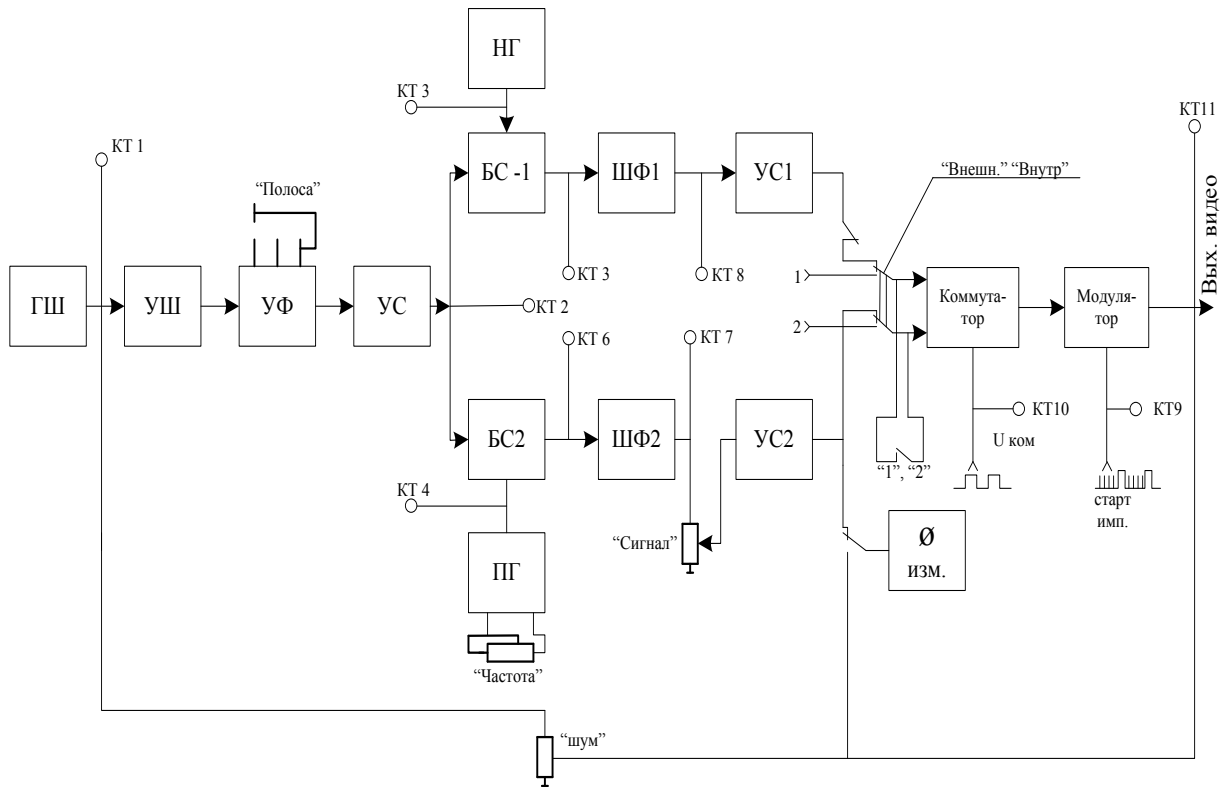 НГ
КТ 3
КТ11
КТ 1
“Полоса”
БС -1
ШФ1
УС1
“Внешн.” “Внутр”
Вых. видео
КТ 3
КТ 8
1
ГШ
УШ
УФ
УС
КТ 2
Коммута-
тор
Модуля-
тор
2
КТ 6
КТ 7
БС2
ШФ2
УС2
КТ10
КТ9
U ком
“1”, “2”
старт
имп.
КТ 4
“Сигнал”
Ø
изм.
ПГ
“Частота”
“шум”